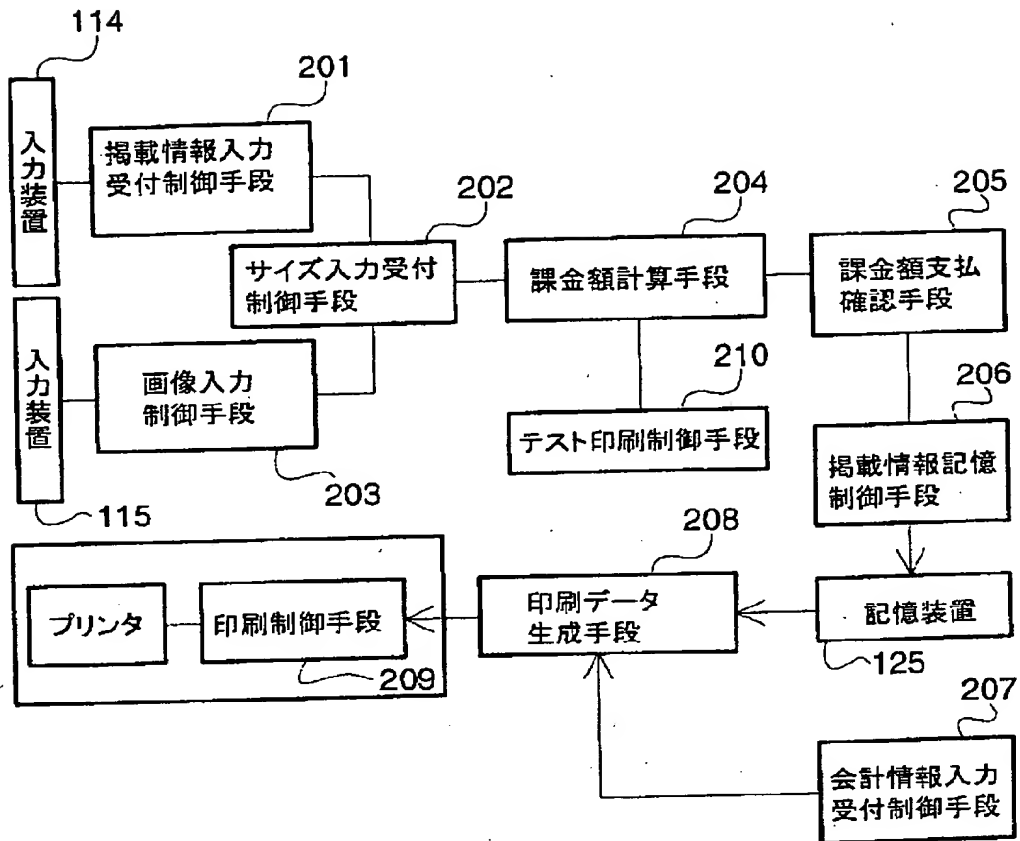 114
201
入力装置
掲載情報入力
受付制御手段
202
204
205
サイズ入力受付
制御手段
課金額計算手段
課金額支払
確認手段
入力装置
画像入力
制御手段
203
115
210
テスト印刷制御手段
206
掲載情報記憶
制御手段
208
プリンタ
印刷制御手段
209
印刷データ
生成手段
記憶装置
125
207
会計情報入力
受付制御手段